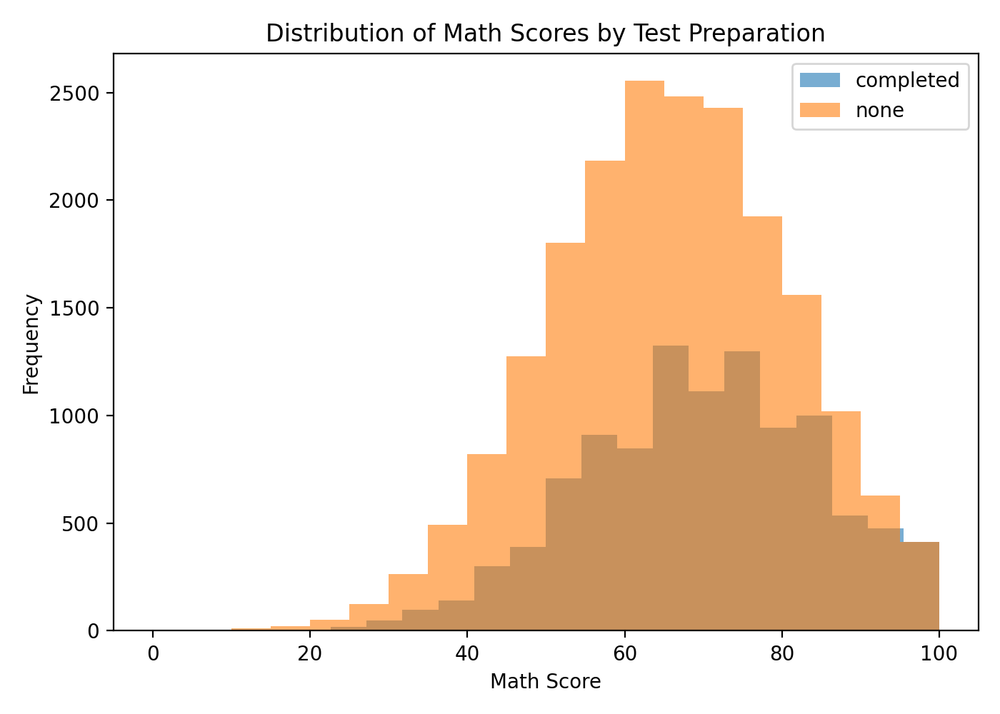 Distribution of Math Scores by Test Preparation
completed
none
Frequency
2500
2000
1500
1000
500
0
0 20 40 60 80 100
Math Score